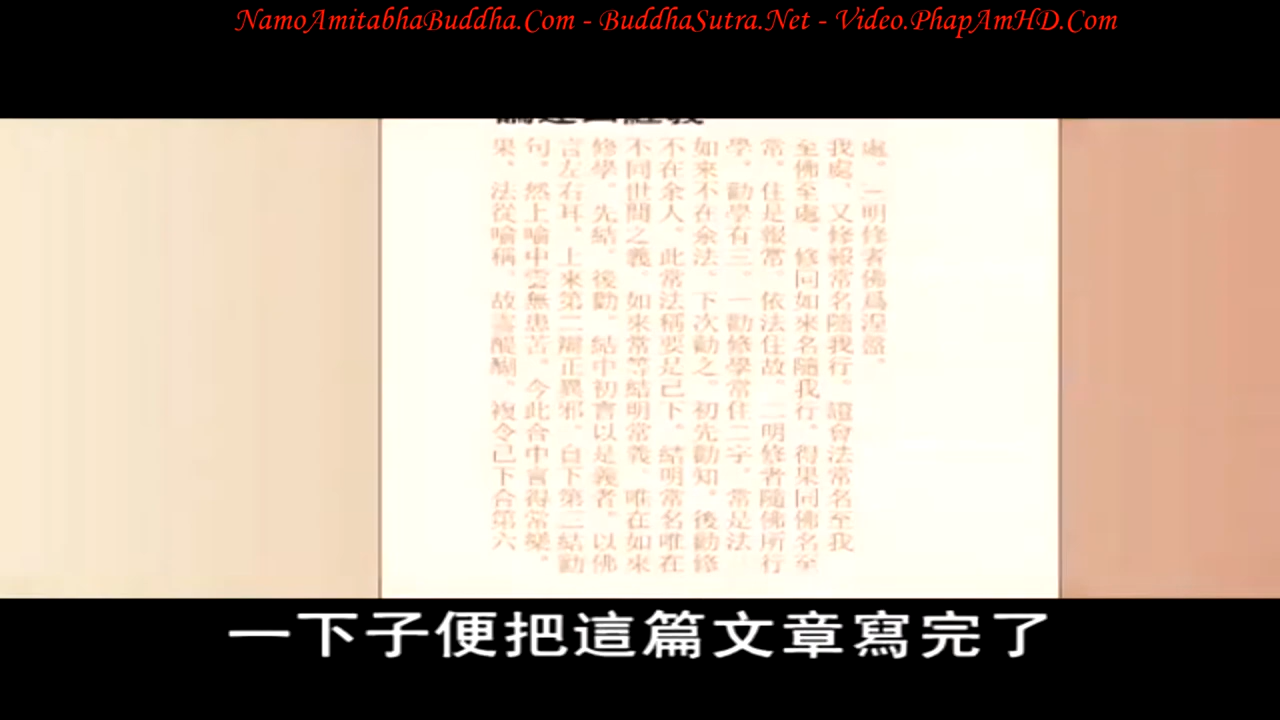 NamoAmitabhaBuddha.Com - BuddhaSutra.Net - Video.PhapAmHD.Com
果。法從喻稱。故言醍醐。複令己下合第六
句。然上喻中雲無患苦。今此合中言得常樂。
言左右耳。上來第二辯正異邪。自下第二結勸
修學。先結。後勸。結中初言以是義者。以佛
不同世間之義。如來常等結明常義。唯在如來
不在余人。此常法稱要是己下。結明常名唯在
如來不在余法。下次勸之。初先勸知。後勸修
學。勸學有三。一勸修學常住二字。常是法
常。住是報常。依法住故。二明修者隨佛所行
至佛至處。修同如來名隨我行。得果同佛名至
我處。又修報常名隨我行。證會法常名至我
處。一明修者佛爲涅盤。
一下子便把這篇文章寫完了